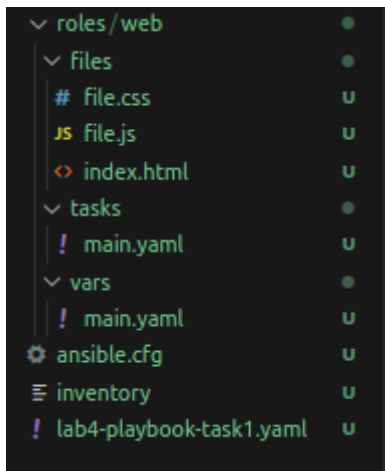 roles/web
files
# file.css U
JS file.js U
<> index.html U
tasks
! main.yaml U
vars
! main.yaml U
ansible.cfg U
inventory U
! lab4-playbook-task1.yaml U